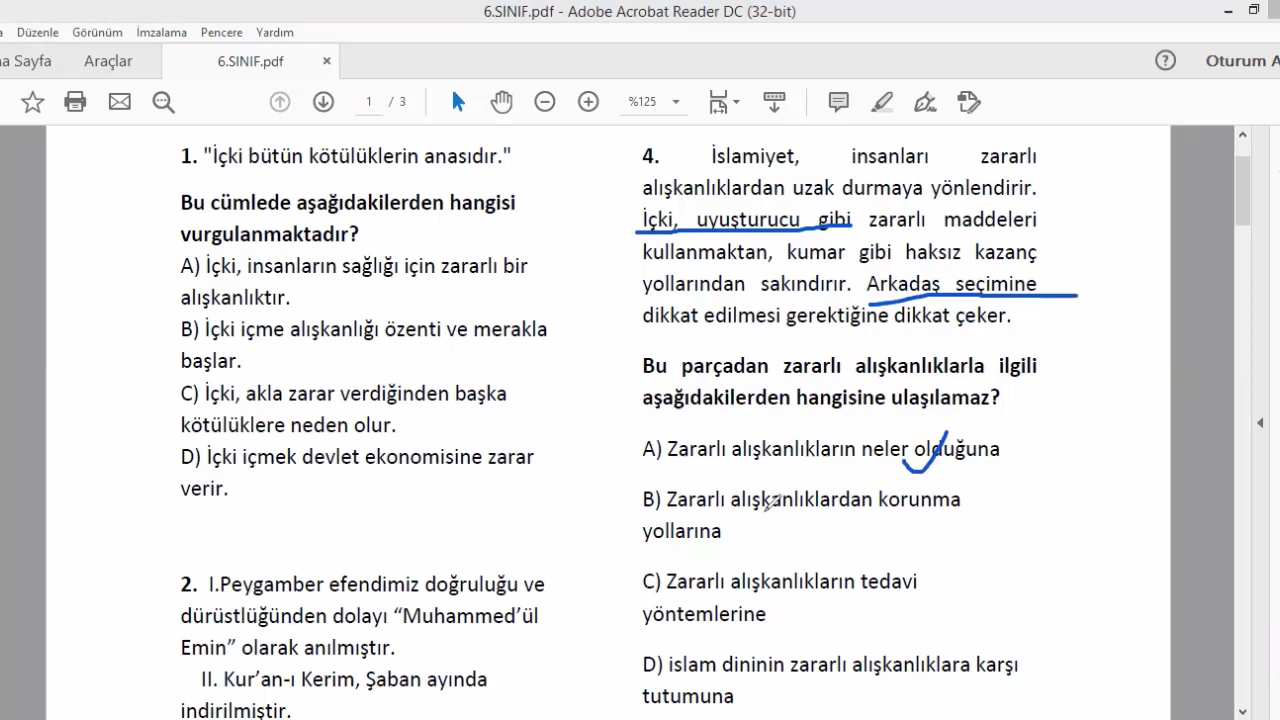 6.SINIF.pdf - Adobe Acrobat Reader DC (32-bit)
Düzenle Görünüm İmzalama Pencere Yardım
na Sayfa Araçlar 6.SINIF.pdf × ? Oturum A
1 / 3 %125
1. "İçki bütün kötülüklerin anasıdır."
Bu cümlede aşağıdakilerden hangisi
vurgulanmaktadır?
A) İçki, insanların sağlığı için zararlı bir
alışkanlıktır.
B) İçki içme alışkanlığı özenti ve merakla
başlar.
C) İçki, akla zarar verdiğinden başka
kötülüklere neden olur.
D) İçki içmek devlet ekonomisine zarar
verir.
2. I.Peygamber efendimiz doğruluğu ve
dürüstlüğünden dolayı “Muhammed’ül
Emin” olarak anılmıştır.
II. Kur’an-ı Kerim, Şaban ayında
indirilmiştir.
4. İslamiyet, insanları zararlı
alışkanlıklardan uzak durmaya yönlendirir.
İçki, uyuşturucu gibi zararlı maddeleri
kullanmaktan, kumar gibi haksız kazanç
yollarından sakındırır. Arkadaş seçimine
dikkat edilmesi gerektiğine dikkat çeker.
Bu parçadan zararlı alışkanlıklarla ilgili
aşağıdakilerden hangisine ulaşılamaz?
A) Zararlı alışkanlıkların neler olduğuna
B) Zararlı alışkanlıklardan korunma
yollarına
C) Zararlı alışkanlıkların tedavi
yöntemlerine
D) islam dininin zararlı alışkanlıklara karşı
tutumuna